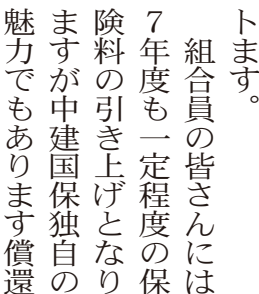 トます。
　組合員の皆さんには
７年度も一定程度の保
険料の引き上げとなり
ますが中建国保独自の
魅力でもあります償還